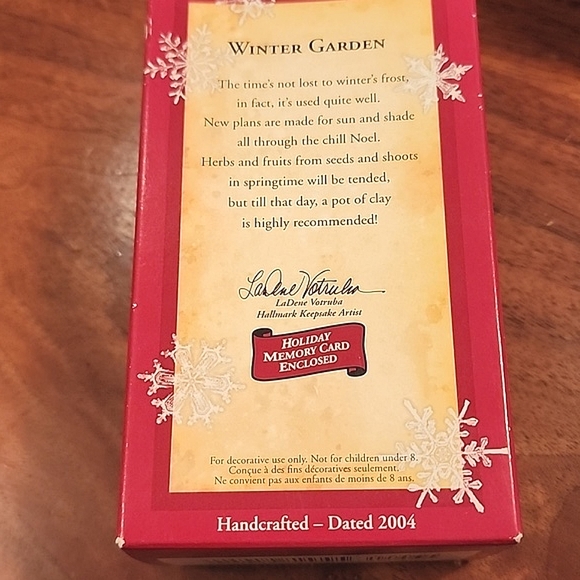 WINTER GARDEN
The time's not lost to winter's frost,
in fact, it's used quite well.
New plans are made for sun and shade
all through the chill Noel.
Herbs and fruits from seeds and shoots
in springtime will be tended,
but till that day, a pot of clay
is highly recommended!
LaDene Votruba
LaDene Votruba
Hallmark Keepsake Artist
HOLIDAY
MEMORY CARD
ENCLOSED
For decorative use only. Not for children under 8.
Conçue à des fins décoratives seulement.
Ne convient pas aux enfants de moins de 8 ans.
Handcrafted – Dated 2004